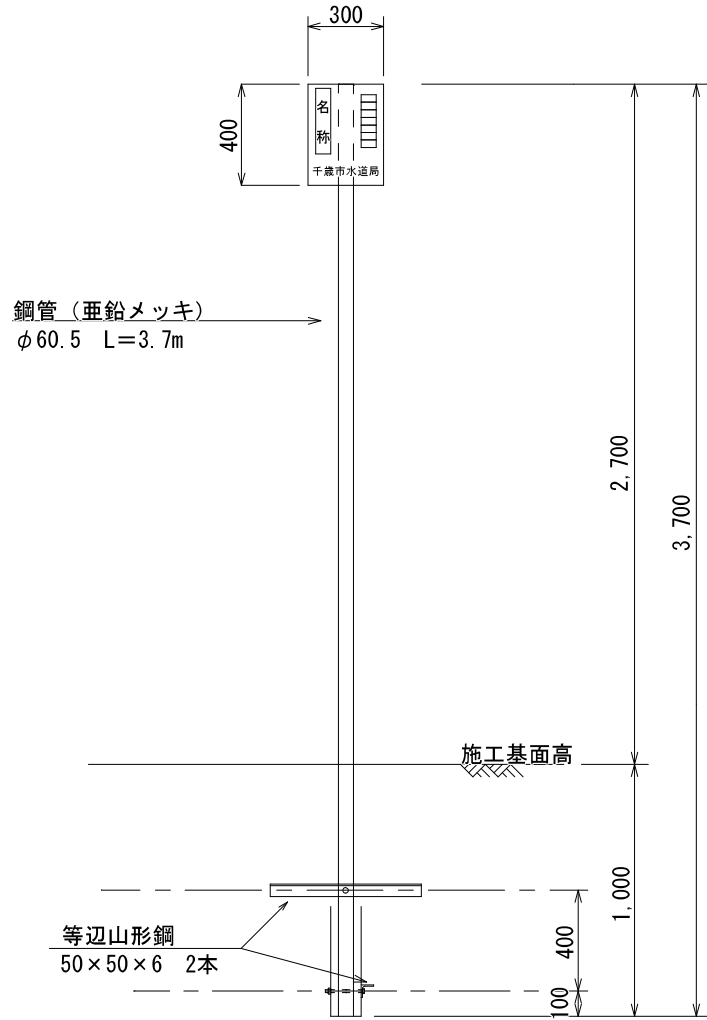 300
400
名
称
千歳市水道局
鋼管（亜鉛メッキ）
φ60.5 L=3.7m
2,700
3,700
施工基面高
1,000
等辺山形鋼
50×50×6 2本
400
100